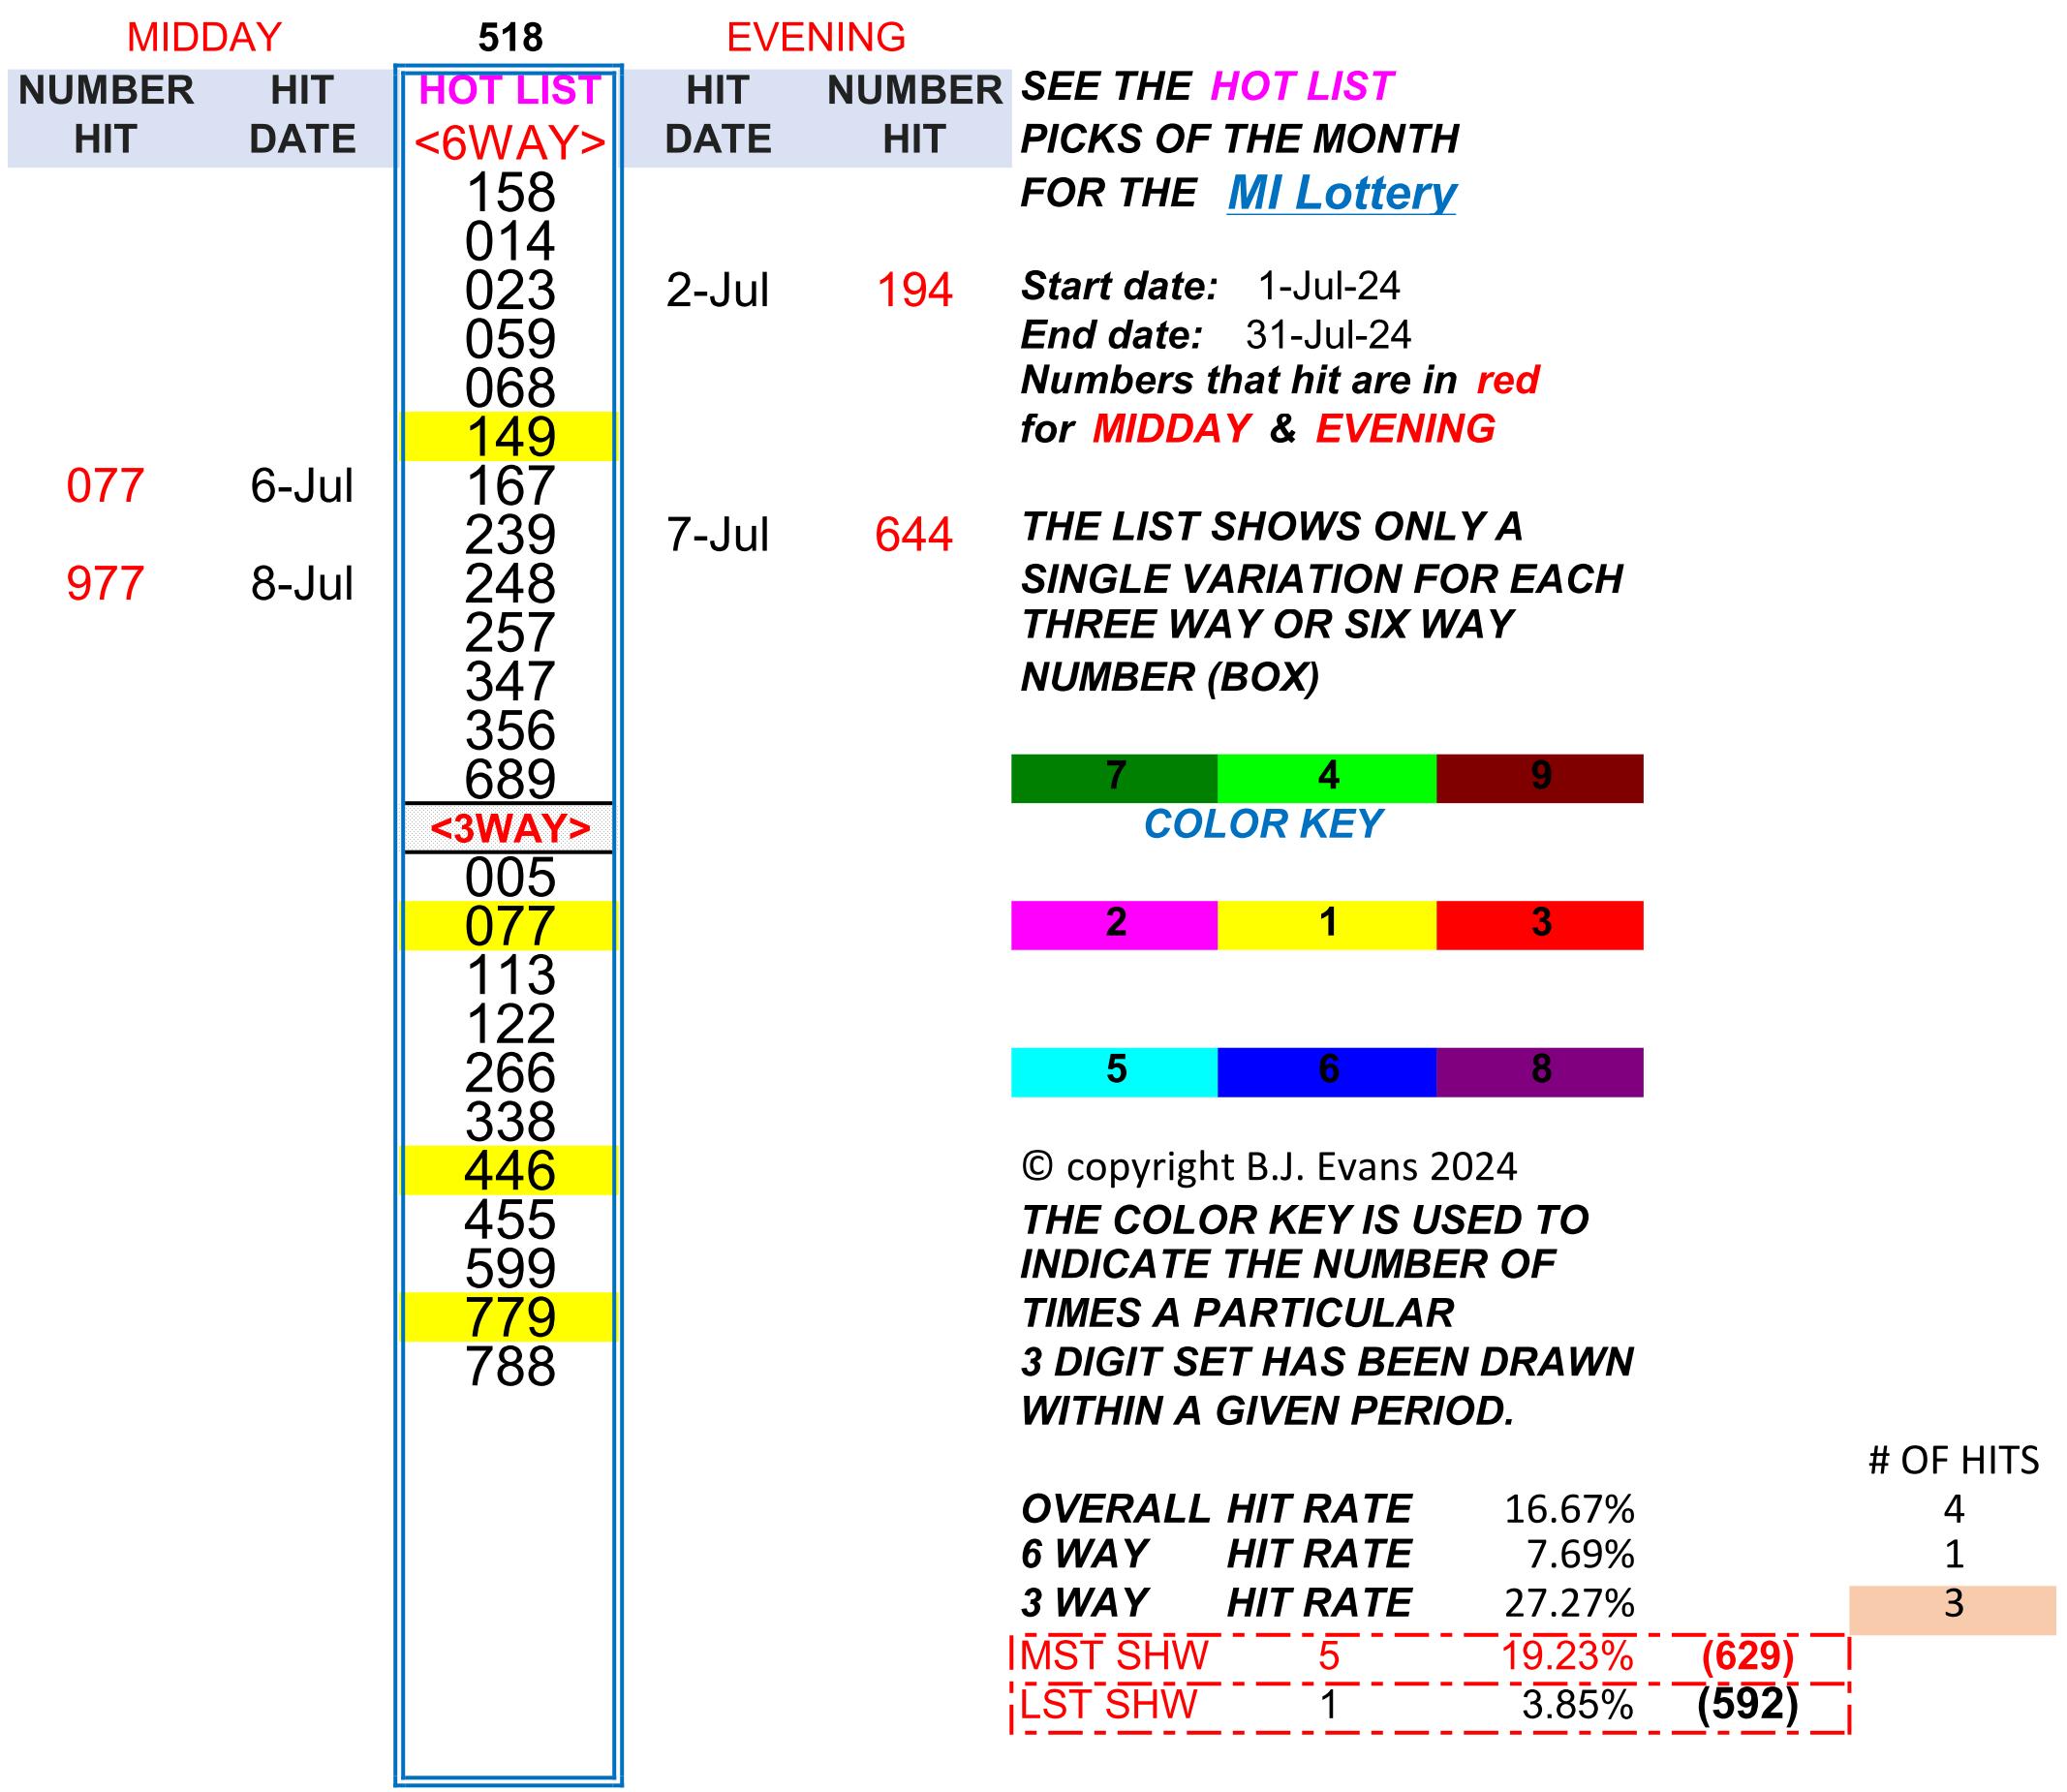 MIDDAY 518 EVENING
NUMBER HIT HOT LIST HIT NUMBER SEE THE HOT LIST
HIT DATE <6WAY> DATE HIT PICKS OF THE MONTH
158 FOR THE MI Lottery
014
023 2-Jul 194 Start date: 1-Jul-24
059 End date: 31-Jul-24
068 Numbers that hit are in red
149 for MIDDAY & EVENING
077 6-Jul 167
239 7-Jul 644 THE LIST SHOWS ONLY A
977 8-Jul 248 SINGLE VARIATION FOR EACH
257 THREE WAY OR SIX WAY
347 NUMBER (BOX)
356
689 7 4 9
<3WAY> COLOR KEY
005
077 2 1 3
113
122
266 5 6 8
338
446 © copyright B.J. Evans 2024
455 THE COLOR KEY IS USED TO
599 INDICATE THE NUMBER OF
779 TIMES A PARTICULAR
788 3 DIGIT SET HAS BEEN DRAWN
WITHIN A GIVEN PERIOD.
# OF HITS
OVERALL HIT RATE 16.67% 4
6 WAY HIT RATE 7.69% 1
3 WAY HIT RATE 27.27% 3
MST SHW 5 19.23% (629)
LST SHW 1 3.85% (592)